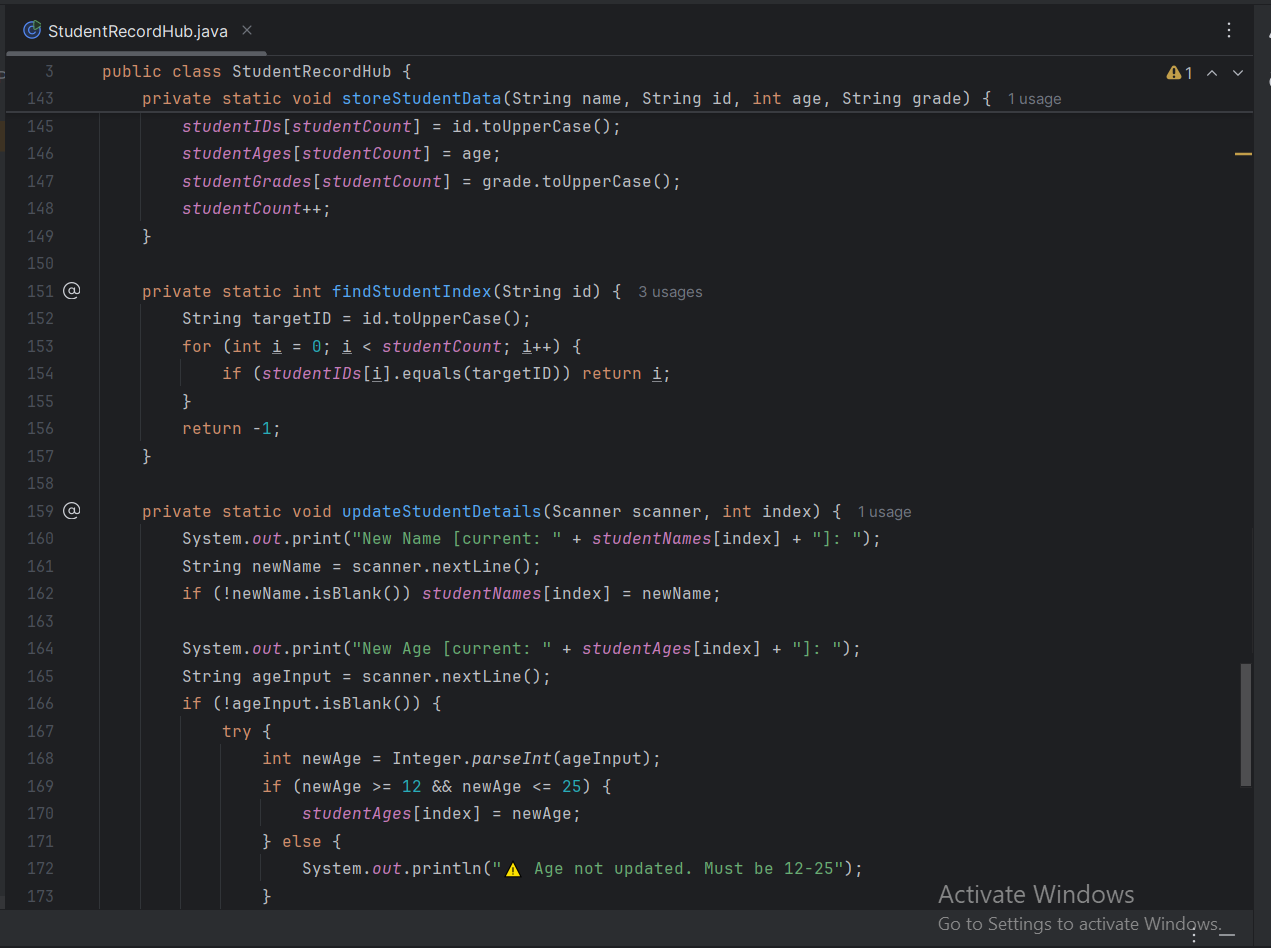 StudentRecordHub.java
3 public class StudentRecordHub { 1
143 private static void storeStudentData(String name, String id, int age, String grade) { 1 usage
145 studentIDs[studentCount] = id.toUpperCase();
146 studentAges[studentCount] = age;
147 studentGrades[studentCount] = grade.toUpperCase();
148 studentCount++;
149 }
150
151 @ private static int findStudentIndex(String id) { 3 usages
152 String targetID = id.toUpperCase();
153 for (int i = 0; i < studentCount; i++) {
154 if (studentIDs[i].equals(targetID)) return i;
155 }
156 return -1;
157 }
158
159 @ private static void updateStudentDetails(Scanner scanner, int index) { 1 usage
160 System.out.print("New Name [current: " + studentNames[index] + "]: ");
161 String newName = scanner.nextLine();
162 if (!newName.isBlank()) studentNames[index] = newName;
163
164 System.out.print("New Age [current: " + studentAges[index] + "]: ");
165 String ageInput = scanner.nextLine();
166 if (!ageInput.isBlank()) {
167 try {
168 int newAge = Integer.parseInt(ageInput);
169 if (newAge >= 12 && newAge <= 25) {
170 studentAges[index] = newAge;
171 } else {
172 System.out.println("⚠️ Age not updated. Must be 12-25");
173 }
Activate Windows
Go to Settings to activate Windows.